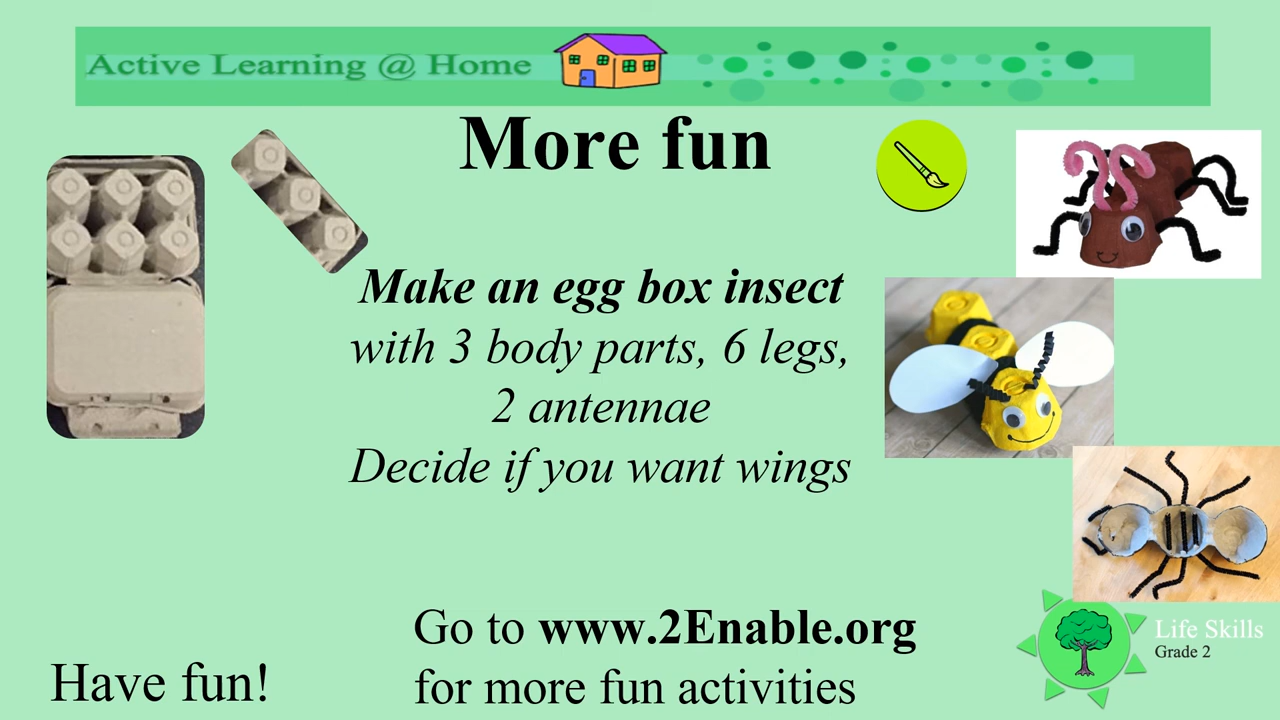 Active Learning @ Home
More fun
Make an egg box insect
with 3 body parts, 6 legs,
2 antennae
Decide if you want wings
Go to www.2Enable.org
for more fun activities
Have fun!
Life Skills
Grade 2